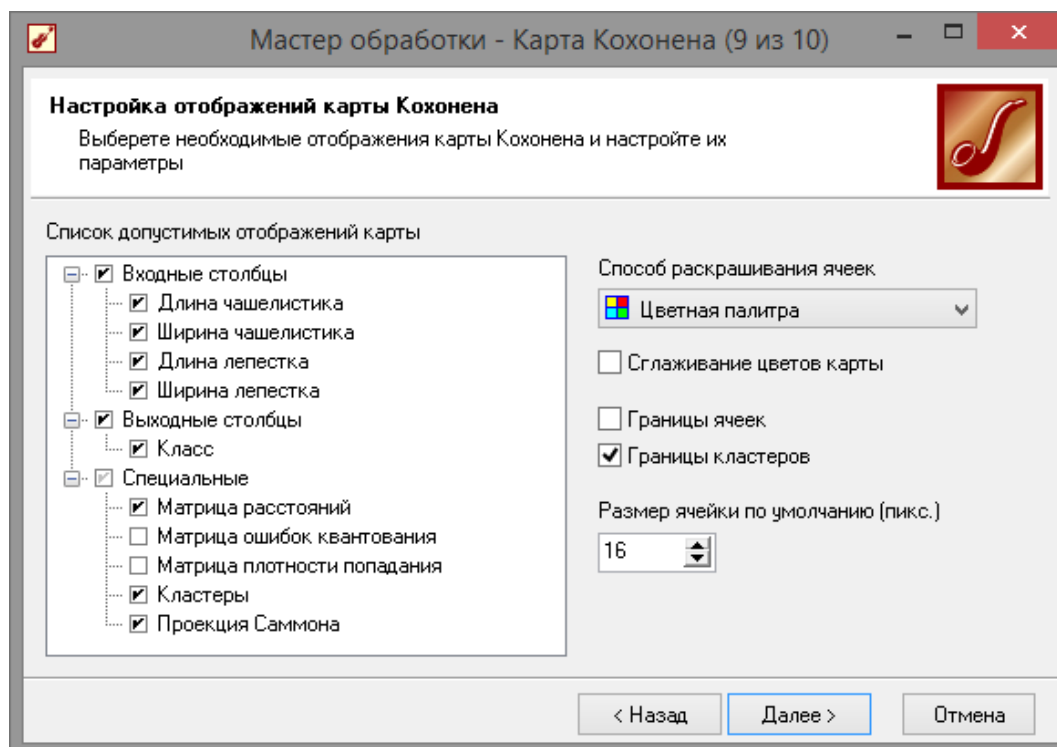 Мастер обработки - Карта Кохонена (9 из 10)
Настройка отображений карты Кохонена
Выберете необходимые отображения карты Кохонена и настройте их
параметры
Список допустимых отображений карты
Входные столбцы
Длина чашелистика
Ширина чашелистика
Длина лепестка
Ширина лепестка
Выходные столбцы
Класс
Специальные
Матрица расстояний
Матрица ошибок квантования
Матрица плотности попадания
Кластеры
Проекция Саммона
Способ раскрашивания ячеек
Цветная палитра
Сглаживание цветов карты
Границы ячеек
Границы кластеров
Размер ячейки по умолчанию (пикс.)
16
< Назад
Далее >
Отмена